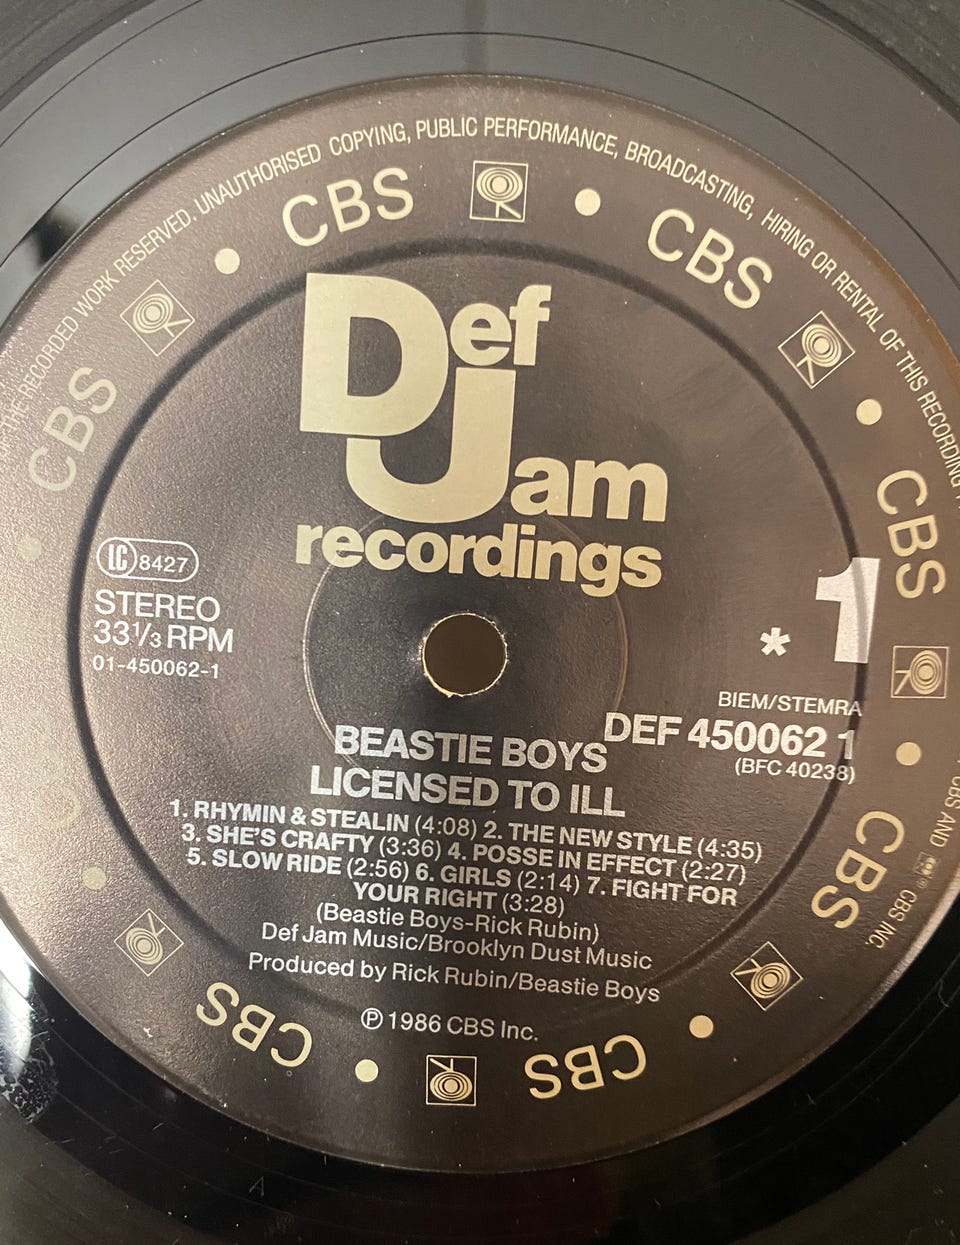 THE RECORDED WORK RESERVED. UNAUTHORISED COPYING, PUBLIC PERFORMANCE, BROADCASTING, HIRING OR RENTAL OF THIS RECORDING
CBS
CBS
CBS
CBS
CBS
CBS
CBS
Def
Jam
recordings
LC 8427
STEREO
33 1/3 RPM
01-450062-1
* 1
BIEM/STEMRA
DEF 450062 1
(BFC 40238)
BEASTIE BOYS
LICENSED TO ILL
1. RHYMIN & STEALIN (4:08) 2. THE NEW STYLE (4:35)
3. SHE'S CRAFTY (3:36) 4. POSSE IN EFFECT (2:27)
5. SLOW RIDE (2:56) 6. GIRLS (2:14) 7. FIGHT FOR
YOUR RIGHT (3:28)
(Beastie Boys-Rick Rubin)
Def Jam Music/Brooklyn Dust Music
Produced by Rick Rubin/Beastie Boys
℗ 1986 CBS Inc.
CBS AND
CBS INC.